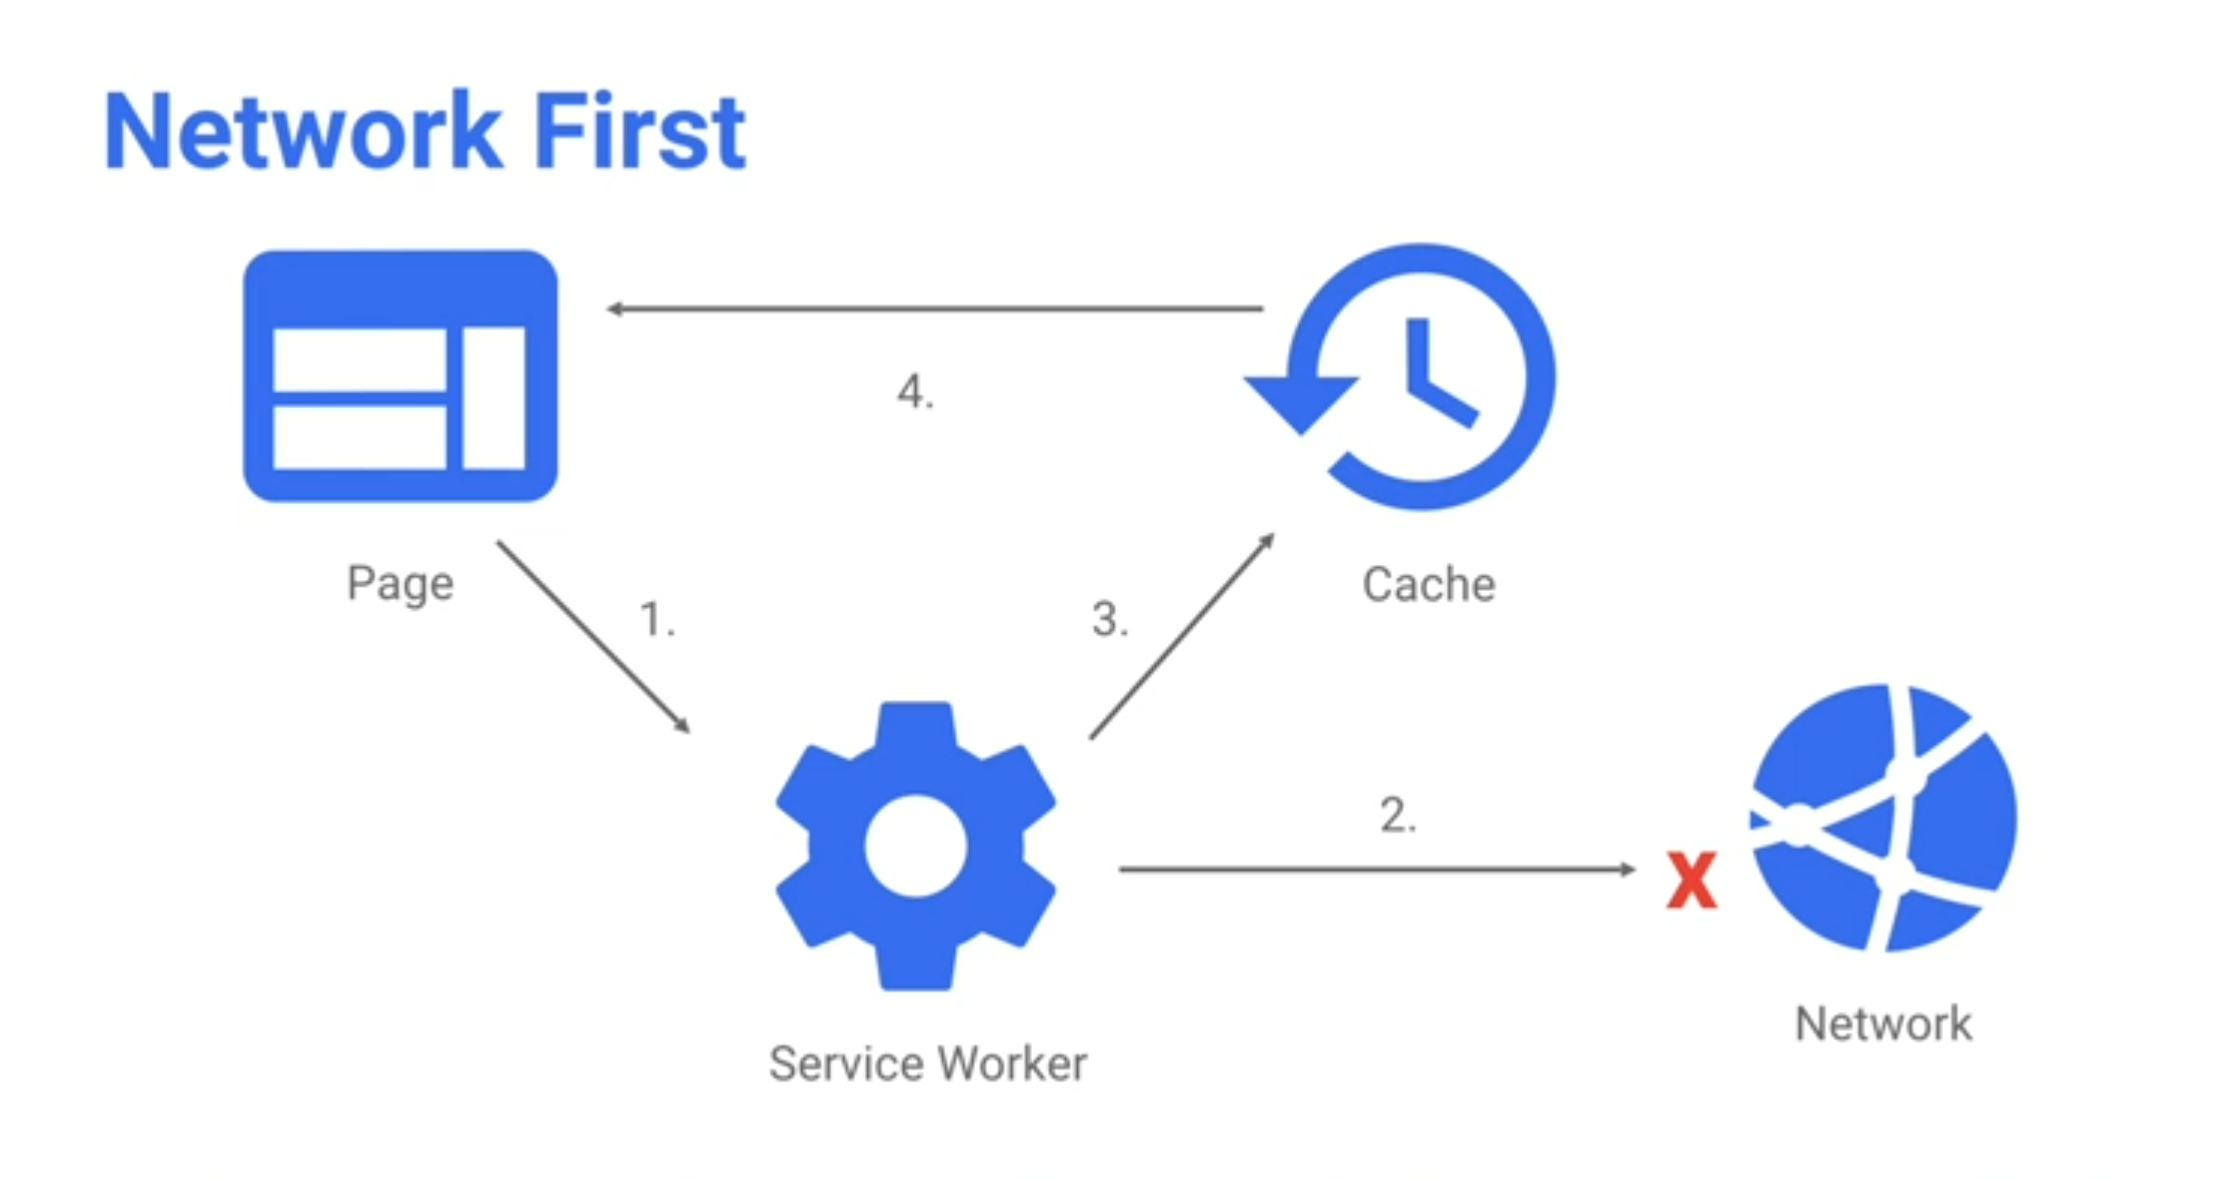 Network First
4.
Page
Cache
1.
3.
2.
X
Network
Service Worker